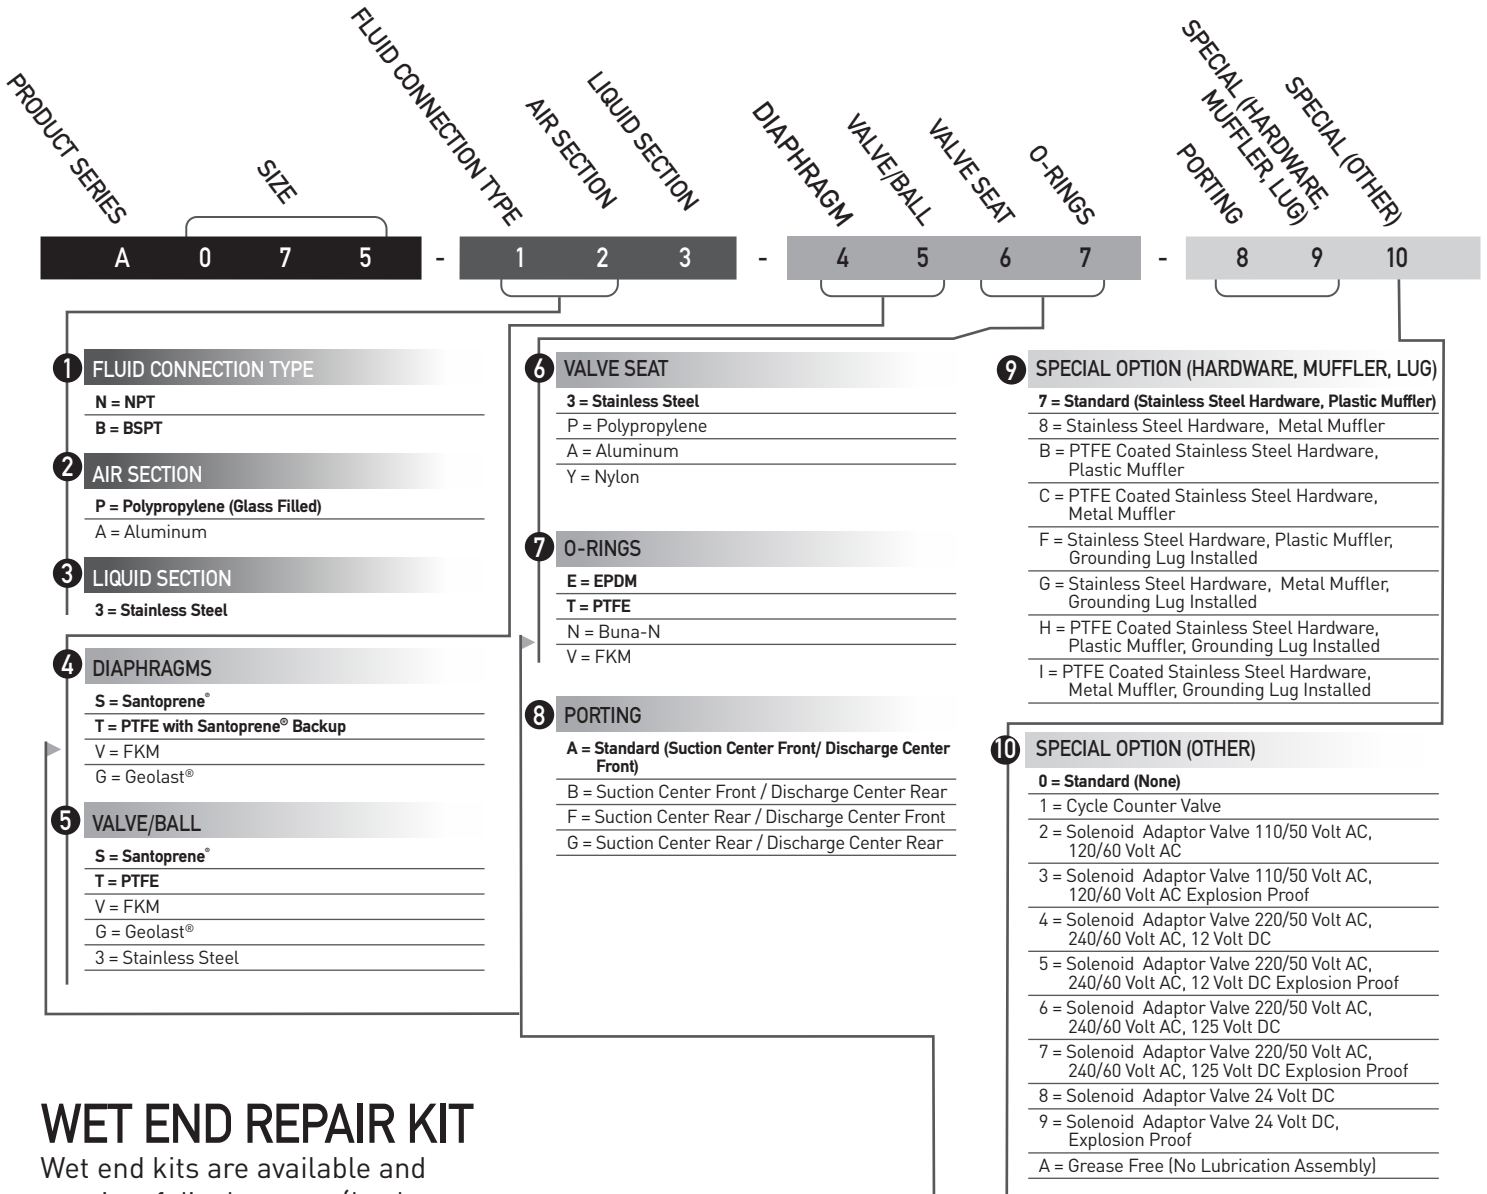 PRODUCT SERIES
SIZE
FLUID CONNECTION TYPE
AIR SECTION
LIQUID SECTION
DIAPHRAGM
VALVE/BALL
VALVE SEAT
O-RINGS
PORTING
SPECIAL (HARDWARE,
MUFFLER, LUG)
SPECIAL (OTHER)
A 0 7 5 - 1 2 3 - 4 5 6 7 - 8 9 10
1 FLUID CONNECTION TYPE
N = NPT
B = BSPT
2 AIR SECTION
P = Polypropylene (Glass Filled)
A = Aluminum
3 LIQUID SECTION
3 = Stainless Steel
4 DIAPHRAGMS
S = Santoprene®
T = PTFE with Santoprene® Backup
V = FKM
G = Geolast®
5 VALVE/BALL
S = Santoprene®
T = PTFE
V = FKM
G = Geolast®
3 = Stainless Steel
6 VALVE SEAT
3 = Stainless Steel
P = Polypropylene
A = Aluminum
Y = Nylon
7 O-RINGS
E = EPDM
T = PTFE
N = Buna-N
V = FKM
8 PORTING
A = Standard (Suction Center Front/ Discharge Center
Front)
B = Suction Center Front / Discharge Center Rear
F = Suction Center Rear / Discharge Center Front
G = Suction Center Rear / Discharge Center Rear
9 SPECIAL OPTION (HARDWARE, MUFFLER, LUG)
7 = Standard (Stainless Steel Hardware, Plastic Muffler)
8 = Stainless Steel Hardware, Metal Muffler
B = PTFE Coated Stainless Steel Hardware,
Plastic Muffler
C = PTFE Coated Stainless Steel Hardware,
Metal Muffler
F = Stainless Steel Hardware, Plastic Muffler,
Grounding Lug Installed
G = Stainless Steel Hardware, Metal Muffler,
Grounding Lug Installed
H = PTFE Coated Stainless Steel Hardware,
Plastic Muffler, Grounding Lug Installed
I = PTFE Coated Stainless Steel Hardware,
Metal Muffler, Grounding Lug Installed
10 SPECIAL OPTION (OTHER)
0 = Standard (None)
1 = Cycle Counter Valve
2 = Solenoid Adaptor Valve 110/50 Volt AC,
120/60 Volt AC
3 = Solenoid Adaptor Valve 110/50 Volt AC,
120/60 Volt AC Explosion Proof
4 = Solenoid Adaptor Valve 220/50 Volt AC,
240/60 Volt AC, 12 Volt DC
5 = Solenoid Adaptor Valve 220/50 Volt AC,
240/60 Volt AC, 12 Volt DC Explosion Proof
6 = Solenoid Adaptor Valve 220/50 Volt AC,
240/60 Volt AC, 125 Volt DC
7 = Solenoid Adaptor Valve 220/50 Volt AC,
240/60 Volt AC, 125 Volt DC Explosion Proof
8 = Solenoid Adaptor Valve 24 Volt DC
9 = Solenoid Adaptor Valve 24 Volt DC,
Explosion Proof
A = Grease Free (No Lubrication Assembly)
WET END REPAIR KIT
Wet end kits are available and